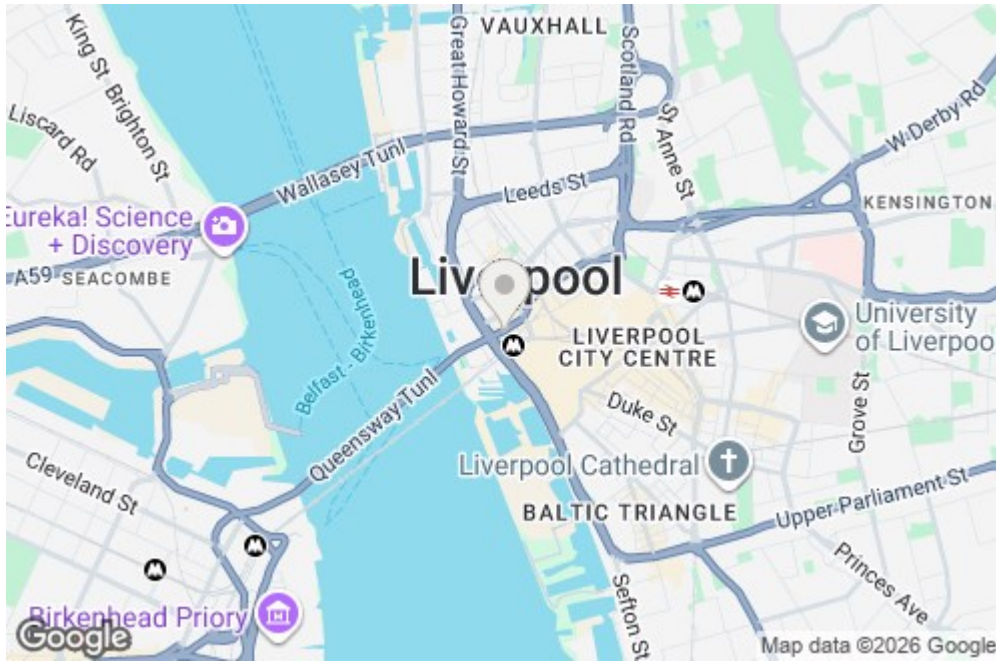 VAUXHALL
King St
Brighton St
Liscard Rd
Great Howard St
Scotland Rd
St Anne St
W Derby Rd
Wallasey Tunl
Leeds St
KENSINGTON
Eureka! Science
+ Discovery
A59
SEACOMBE
Belfast - Birkenhead
Liverpool
LIVERPOOL
CITY CENTRE
University
of Liverpoo
Queensway Tunl
Duke St
Grove St
Cleveland St
Liverpool Cathedral
BALTIC TRIANGLE
Upper Parliament St
Princes Ave
Sefton St
Birkenhead Priory
Google
Map data ©2026 Google